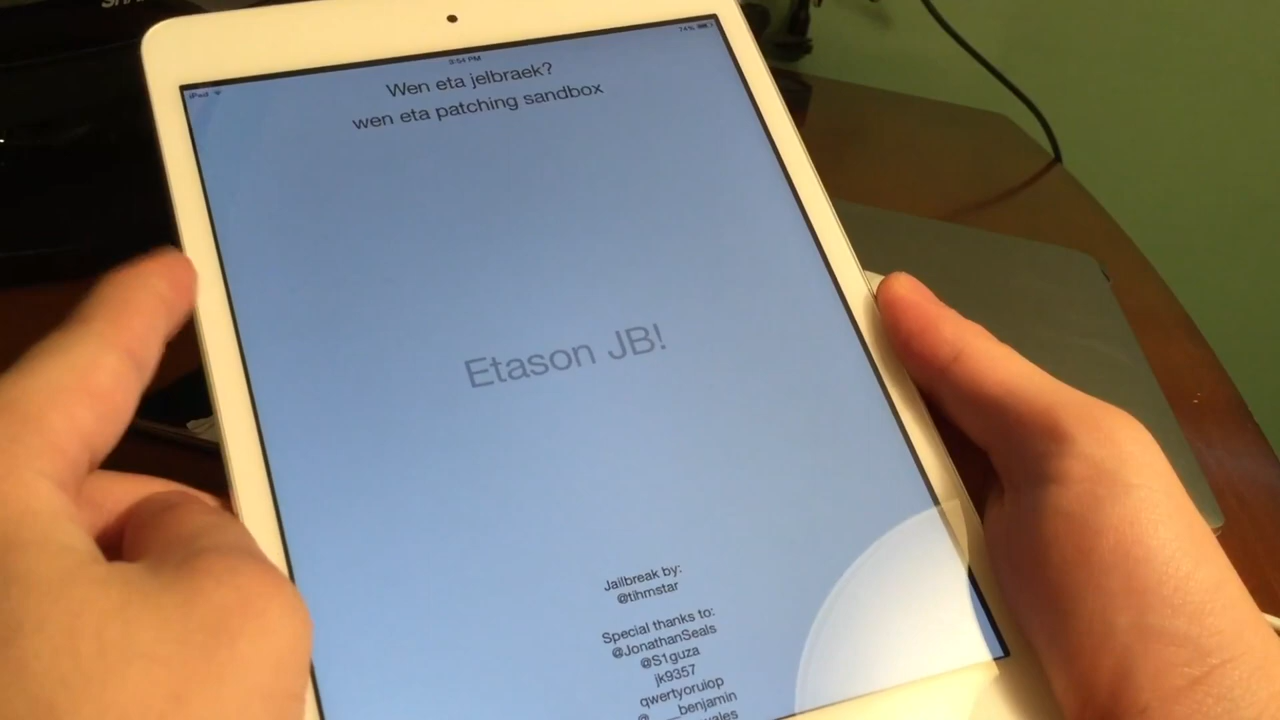 iPad
3:54 PM
74%
Wen eta jelbraek?
wen eta patching sandbox
Etason JB!
Jailbreak by:
@tihmstar
Special thanks to:
@JonathanSeals
@S1guza
jk9357
qwertyoruiop
@___benjamin